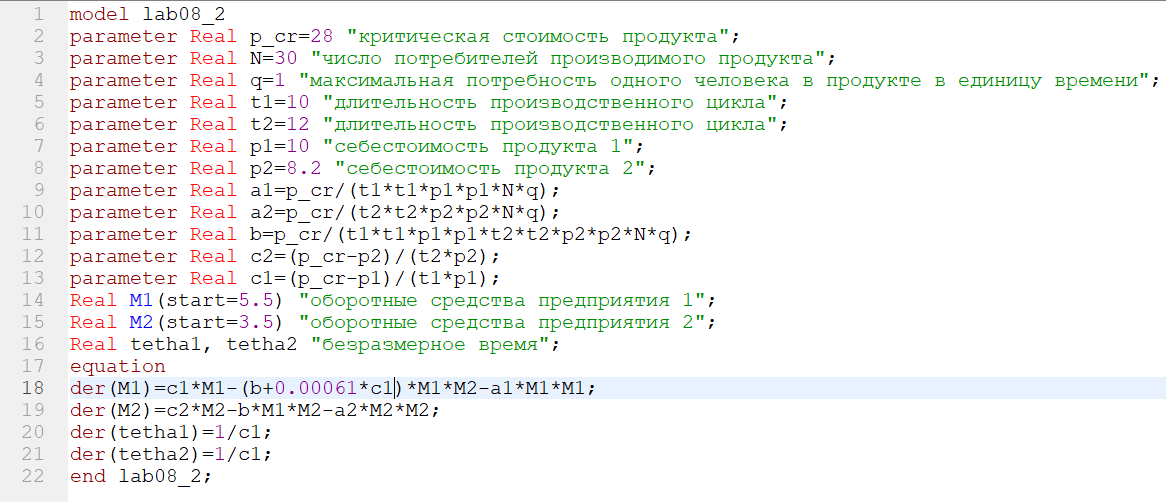 1 model lab08_2
2 parameter Real p_cr=28 "критическая стоимость продукта";
3 parameter Real N=30 "число потребителей производимого продукта";
4 parameter Real q=1 "максимальная потребность одного человека в продукте в единицу времени";
5 parameter Real t1=10 "длительность производственного цикла";
6 parameter Real t2=12 "длительность производственного цикла";
7 parameter Real p1=10 "себестоимость продукта 1";
8 parameter Real p2=8.2 "себестоимость продукта 2";
9 parameter Real a1=p_cr/(t1*t1*p1*p1*N*q);
10 parameter Real a2=p_cr/(t2*t2*p2*p2*N*q);
11 parameter Real b=p_cr/(t1*t1*p1*p1*t2*t2*p2*p2*N*q);
12 parameter Real c2=(p_cr-p2)/(t2*p2);
13 parameter Real c1=(p_cr-p1)/(t1*p1);
14 Real M1(start=5.5) "оборотные средства предприятия 1";
15 Real M2(start=3.5) "оборотные средства предприятия 2";
16 Real tetha1, tetha2 "безразмерное время";
17 equation
18 der(M1)=c1*M1-(b+0.00061*c1)*M1*M2-a1*M1*M1;
19 der(M2)=c2*M2-b*M1*M2-a2*M2*M2;
20 der(tetha1)=1/c1;
21 der(tetha2)=1/c1;
22 end lab08_2;